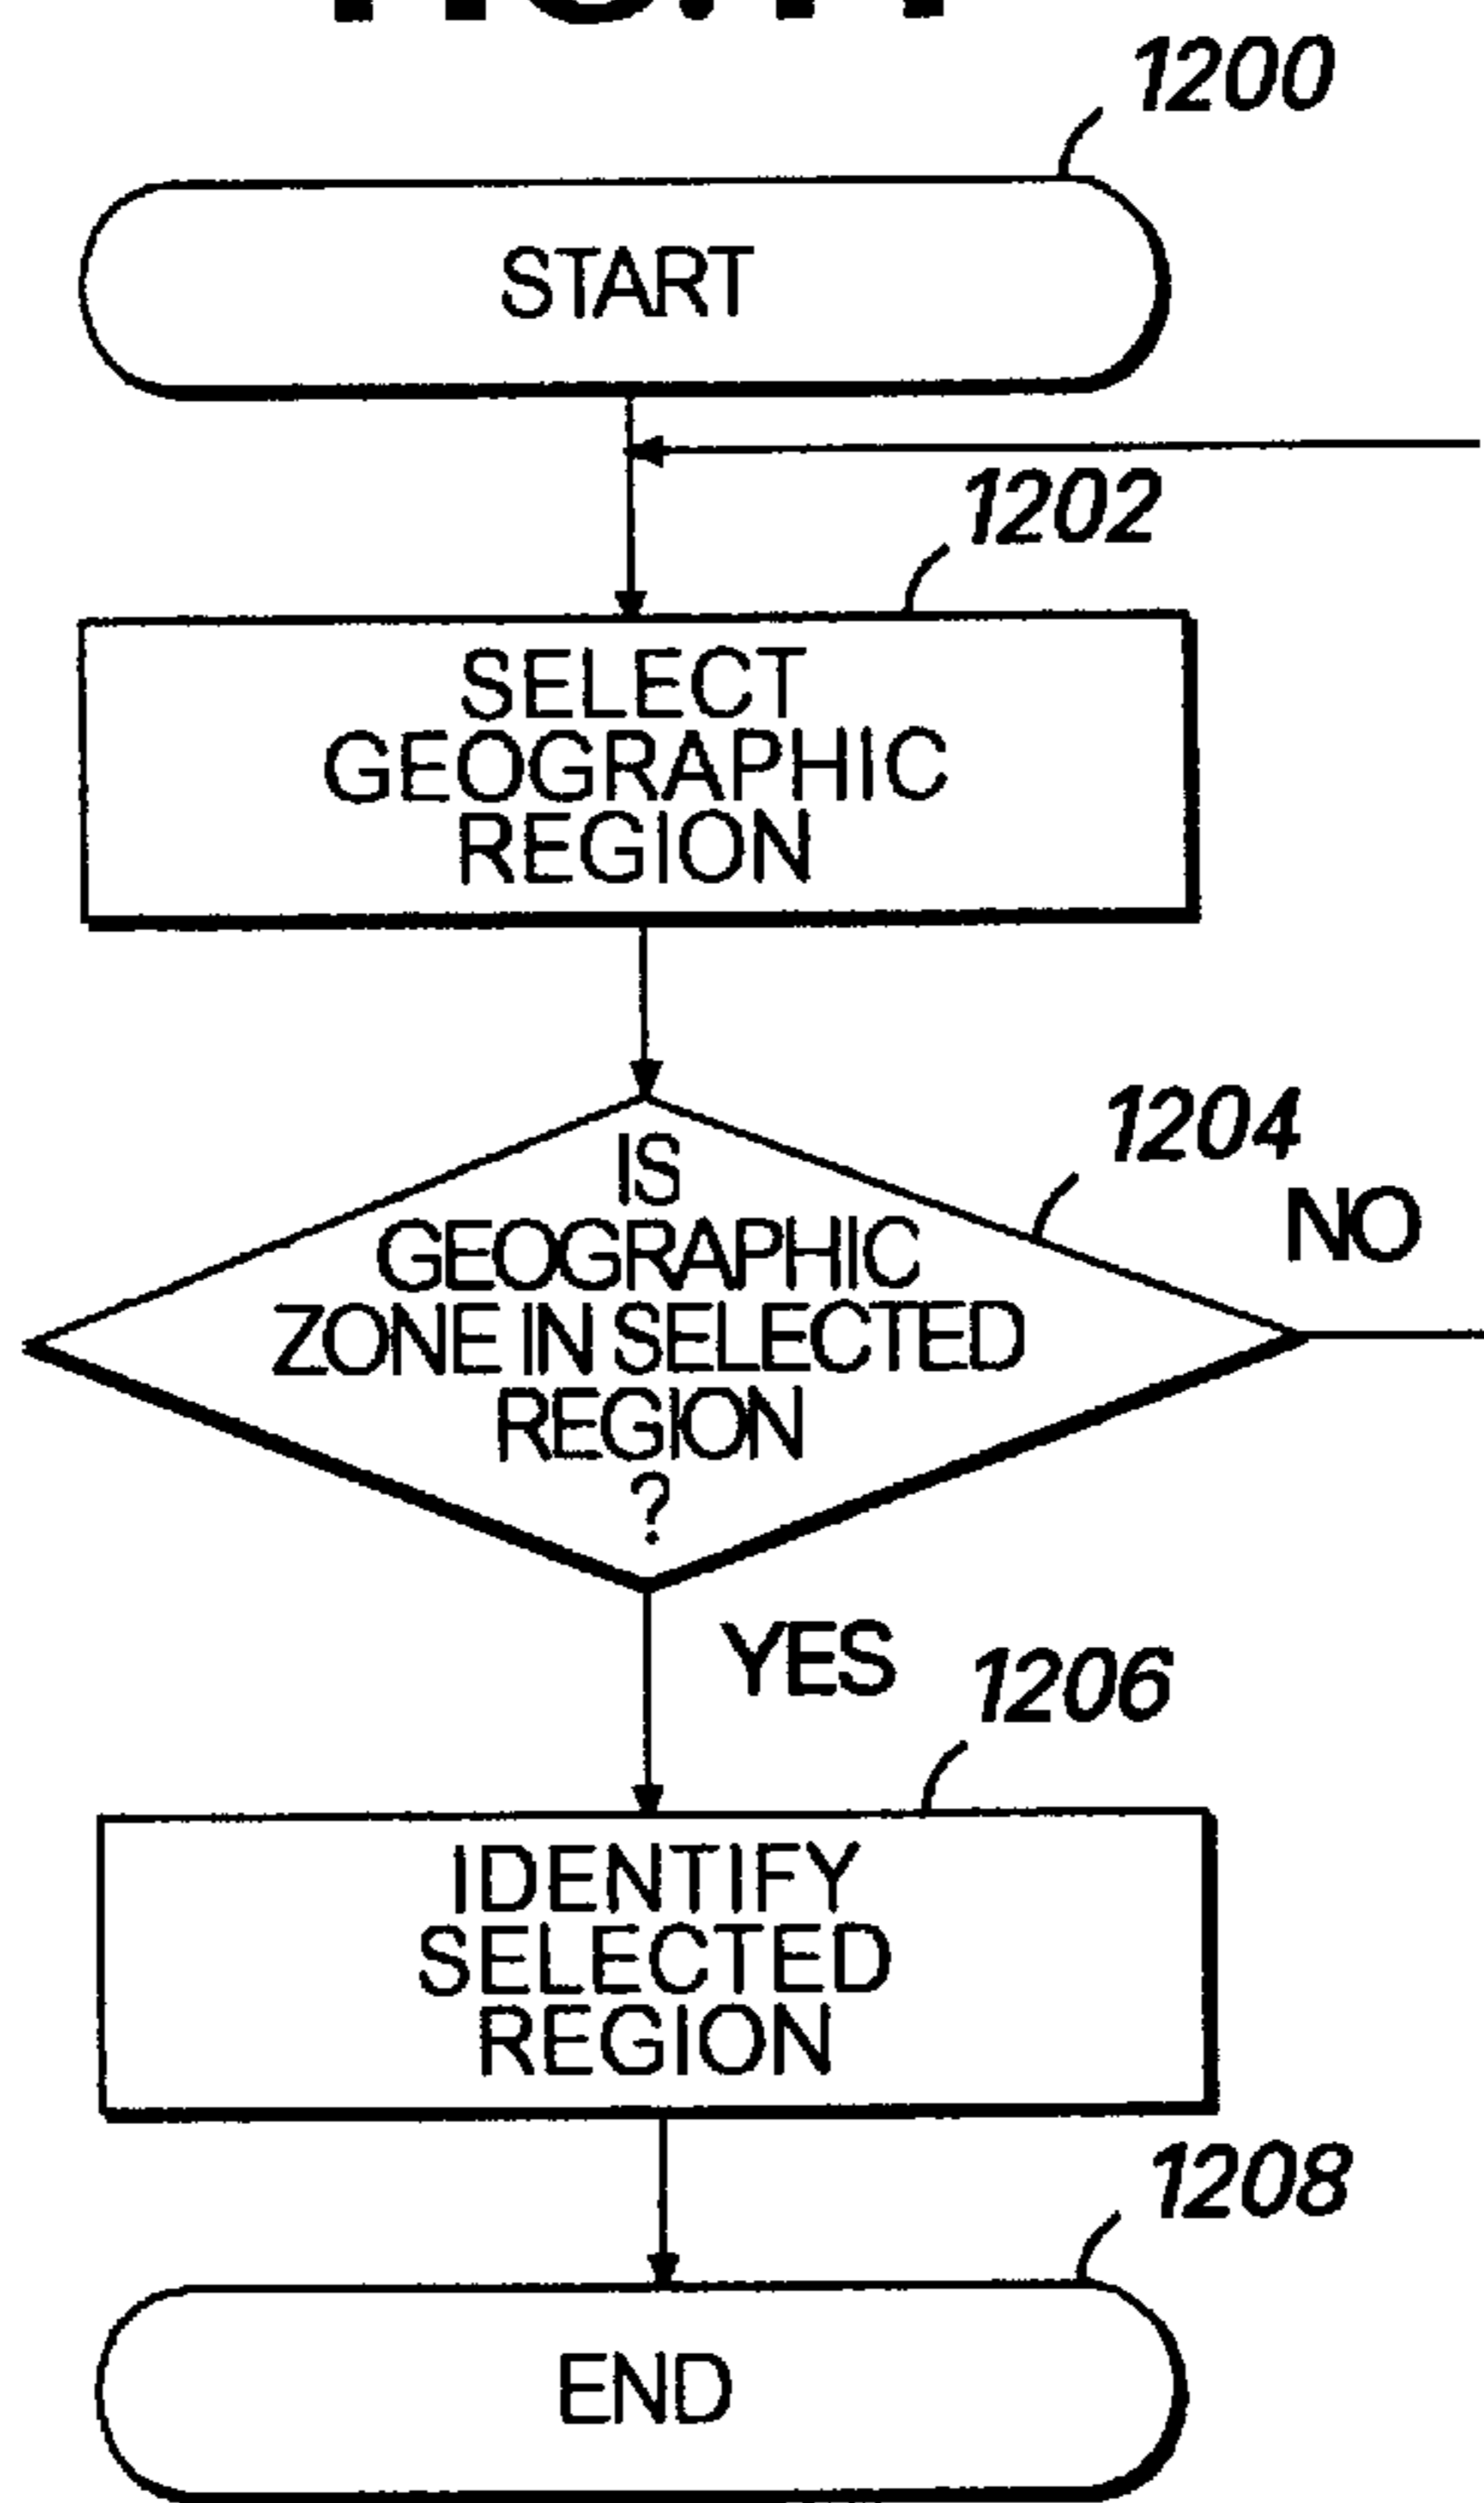 1200
START
1202
SELECT
GEOGRAPHIC
REGION
1204
IS
GEOGRAPHIC
ZONE IN SELECTED
REGION
?
NO
YES
1206
IDENTIFY
SELECTED
REGION
1208
END